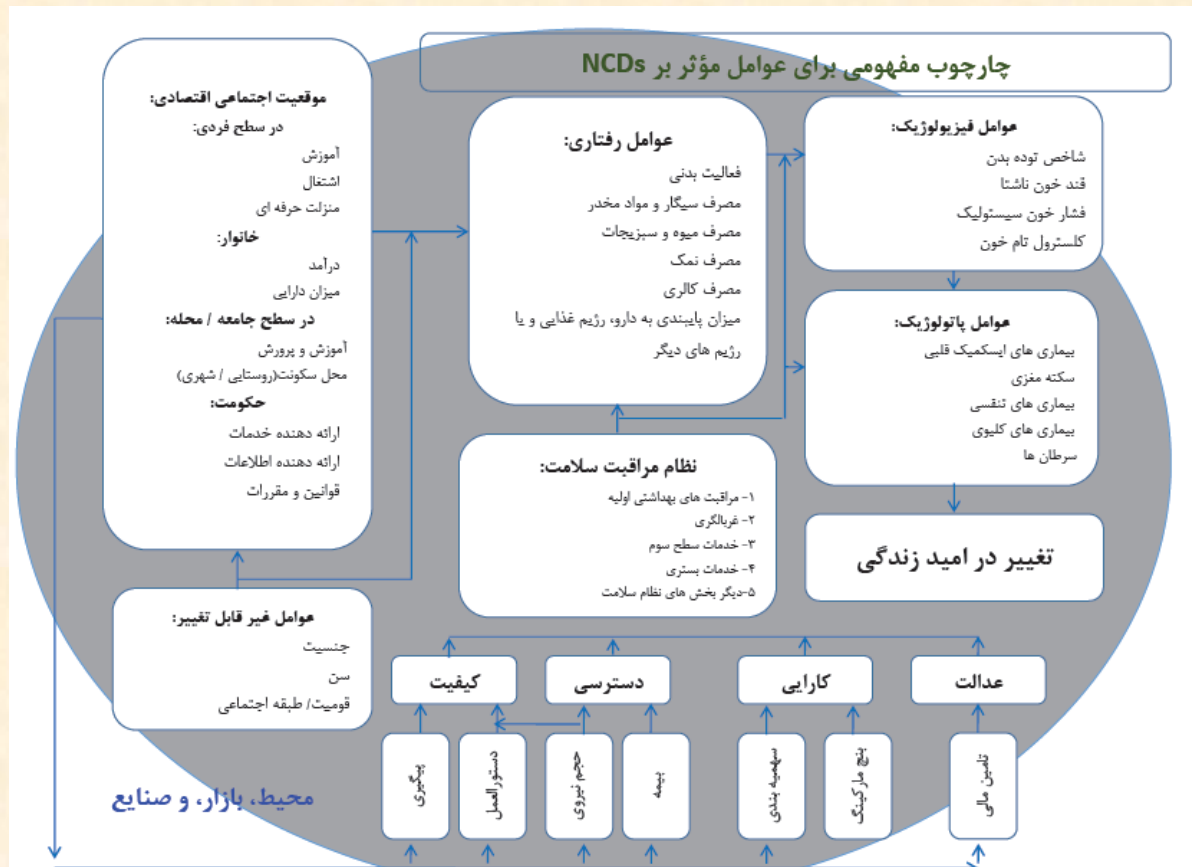 چارچوب مفهومی برای عوامل مؤثر بر NCDs
موقعیت اجتماعی اقتصادی:
در سطح فردی:
آموزش
اشتغال
منزلت حرفه ای
خانوار:
درآمد
میزان دارایی
در سطح جامعه / محله:
آموزش و پرورش
محل سکونت(روستایی / شهری)
حکومت:
ارائه دهنده خدمات
ارائه دهنده اطلاعات
قوانین و مقررات
عوامل غیر قابل تغییر:
جنسیت
سن
قومیت/ طبقه اجتماعی
عوامل رفتاری:
فعالیت بدنی
مصرف سیگار و مواد مخدر
مصرف میوه و سبزیجات
مصرف نمک
مصرف کالری
میزان پایبندی به دارو، رژیم غذایی و یا
رژیم های دیگر
نظام مراقبت سلامت:
۱- مراقبت های بهداشتی اولیه
۲- غربالگری
۳- خدمات سطح سوم
۴- خدمات بستری
۵-دیگر بخش های نظام سلامت
عوامل فیزیولوژیک:
شاخص توده بدن
قند خون ناشتا
فشار خون سیستولیک
کلسترول تام خون
عوامل پاتولوژیک:
بیماری های ایسکمیک قلبی
سکته مغزی
بیماری های تنفسی
بیماری های کلیوی
سرطان ها
تغییر در امید زندگی
عدالت
کارایی
دسترسی
کیفیت
تامین مالی
بنچ مارکینگ
سهمیه بندی
بیمه
حجم نیروی
دستورالعمل
پیگیری
محیط، بازار، و صنایع